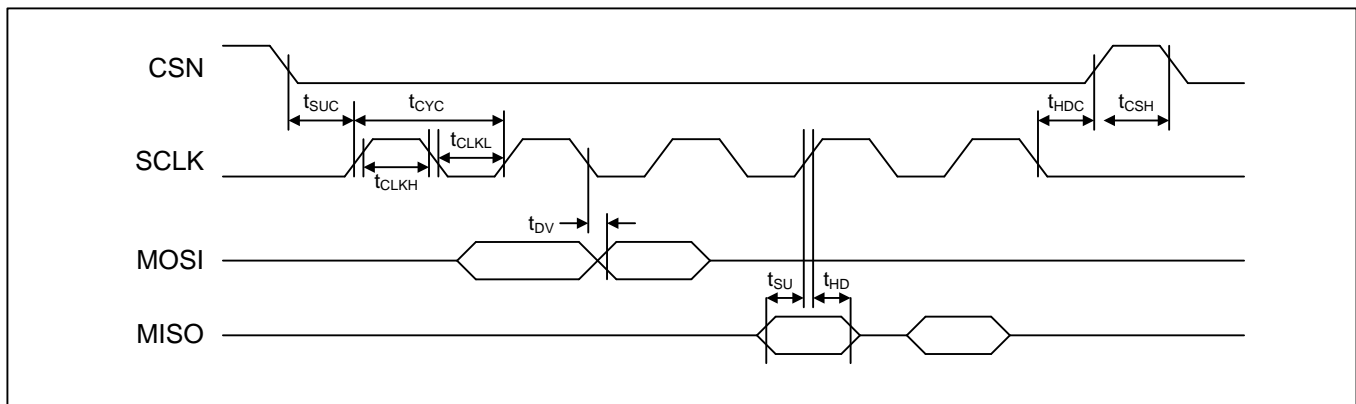 CSN
tSUC
tCYC
tHDC
tCSH
SCLK
tCLKL
tCLKH
tDV
MOSI
tSU
tHD
MISO